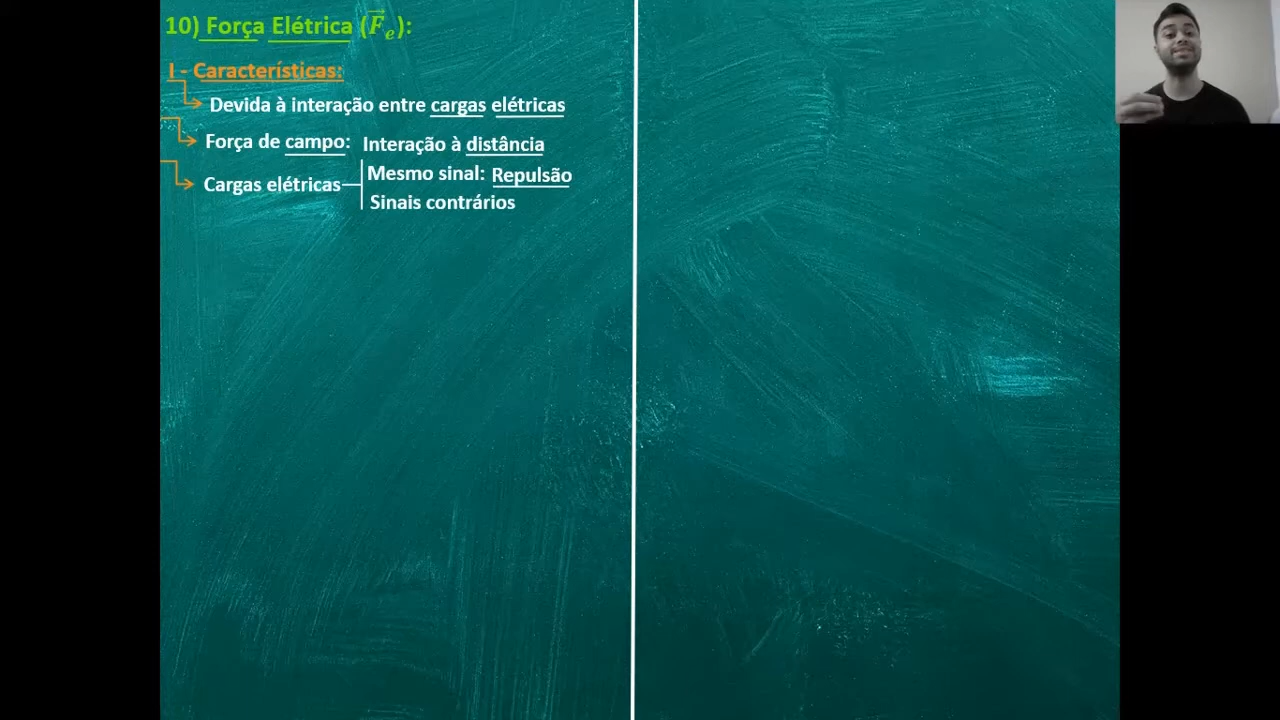 10) Força Elétrica (F⃗e):
I - Características:
Devida à interação entre cargas elétricas
Força de campo: Interação à distância
Cargas elétricas
Mesmo sinal: Repulsão
Sinais contrários